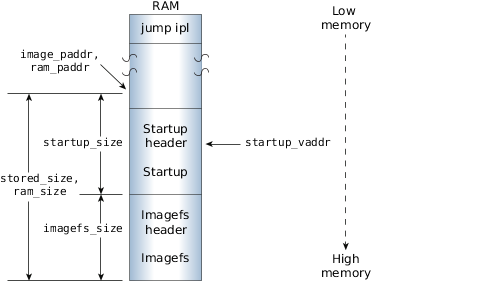 RAM
jump ipl
Low
memory
image_paddr,
ram_paddr
startup_size
Startup
header
startup_vaddr
Startup
stored_size,
ram_size
imagefs_size
Imagefs
header
Imagefs
High
memory